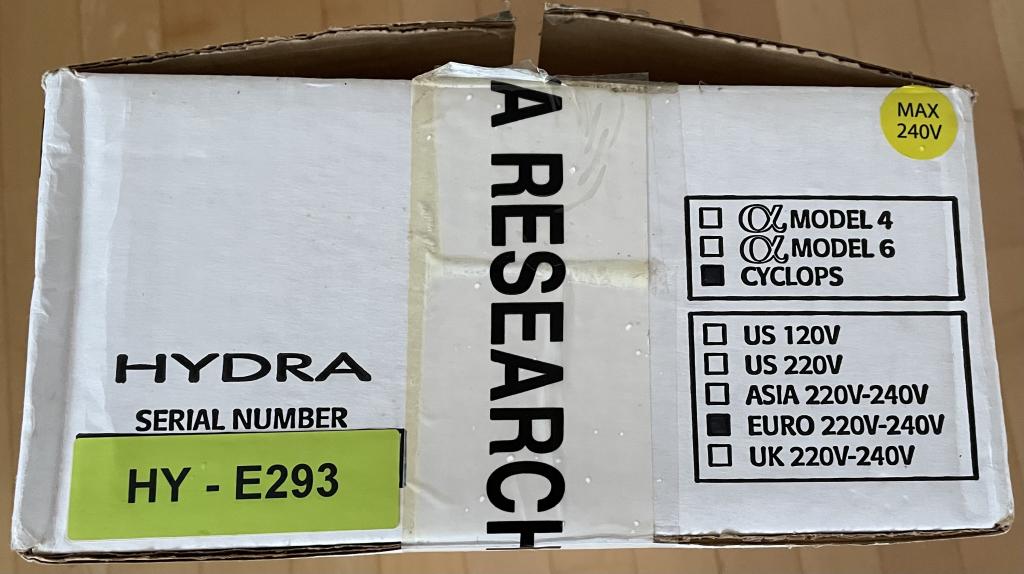 A RESEARCH
MAX
240V
α MODEL 4
α MODEL 6
CYCLOPS
US 120V
US 220V
ASIA 220V-240V
EURO 220V-240V
UK 220V-240V
HYDRA
SERIAL NUMBER
HY - E293